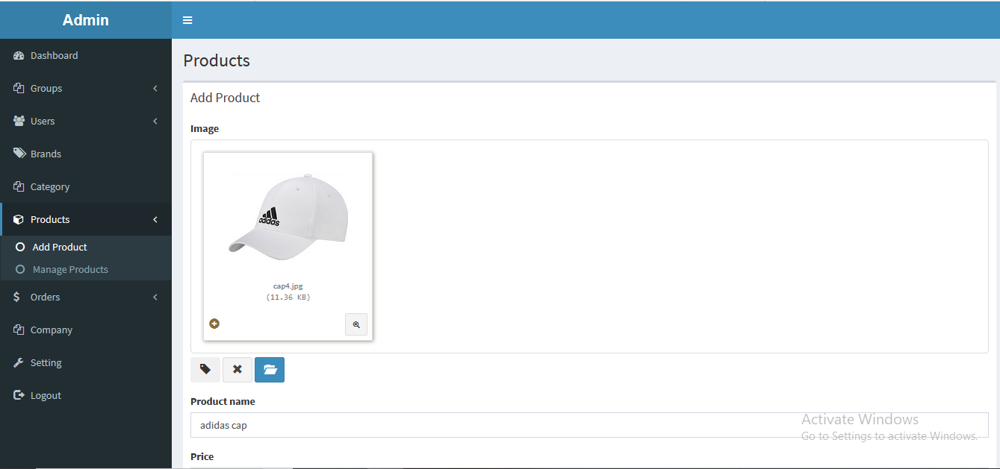 Admin
Dashboard
Groups
Users
Brands
Category
Products
Add Product
Manage Products
Orders
Company
Setting
Logout
Products
Add Product
Image
adidas
cap4.jpg
(11.36 KB)
Product name
adidas cap
Price
Activate Windows
Go to Settings to activate Windows.